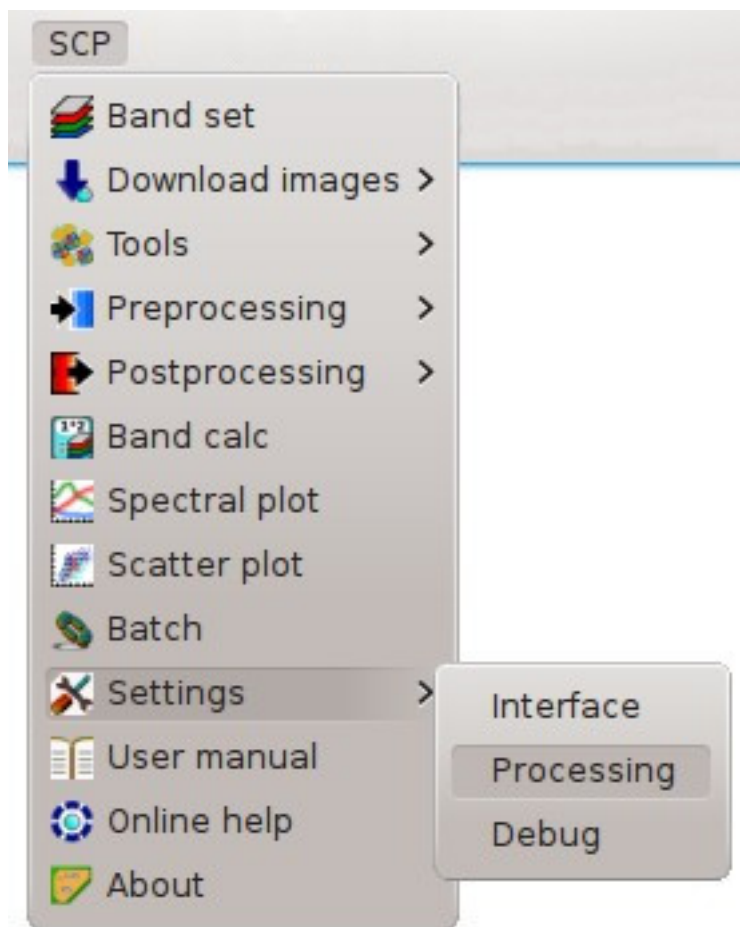 SCP
Band set
Download images
Tools
Preprocessing
Postprocessing
Band calc
Spectral plot
Scatter plot
Batch
Settings
Interface
User manual
Processing
Online help
Debug
About